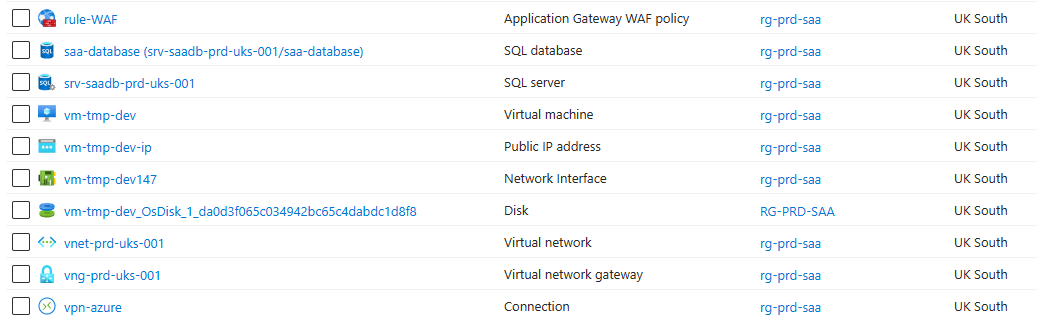 rule-WAF Application Gateway WAF policy rg-prd-saa UK South
saa-database (srv-saadb-prd-uks-001/saa-database) SQL database rg-prd-saa UK South
srv-saadb-prd-uks-001 SQL server rg-prd-saa UK South
vm-tmp-dev Virtual machine rg-prd-saa UK South
vm-tmp-dev-ip Public IP address rg-prd-saa UK South
vm-tmp-dev147 Network Interface rg-prd-saa UK South
vm-tmp-dev_OsDisk_1_da0d3f065c034942bc65c4dabdc1d8f8 Disk RG-PRD-SAA UK South
vnet-prd-uks-001 Virtual network rg-prd-saa UK South
vng-prd-uks-001 Virtual network gateway rg-prd-saa UK South
vpn-azure Connection rg-prd-saa UK South